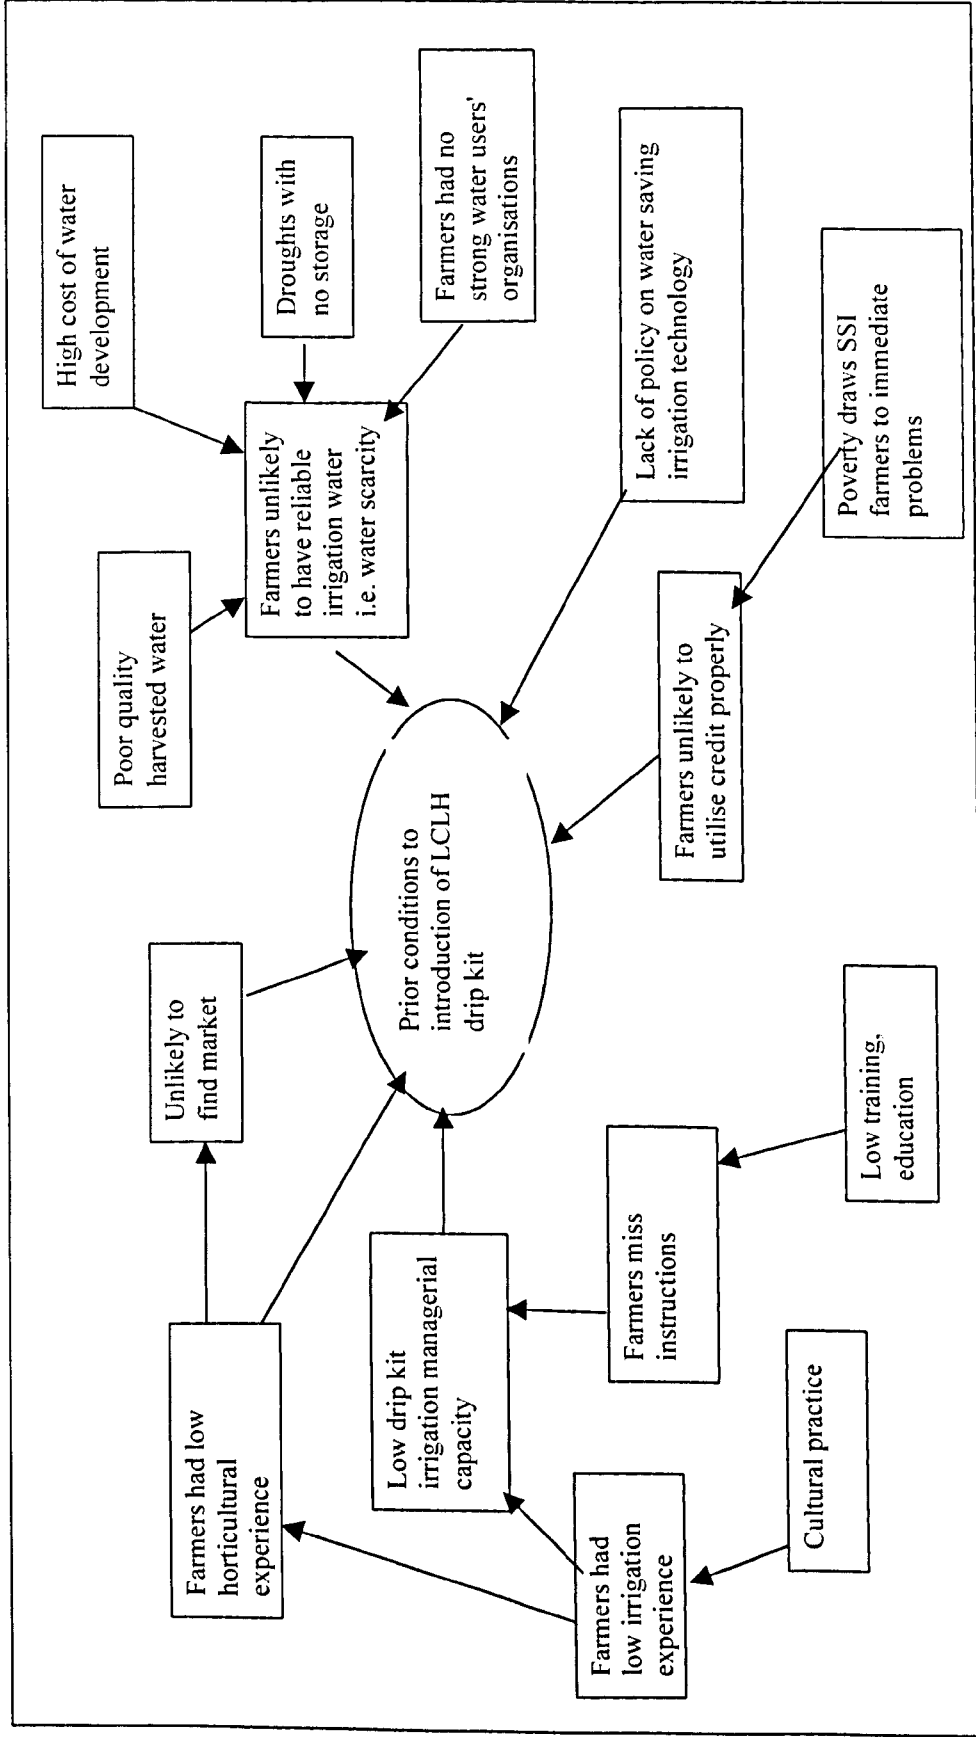 High cost of water
development
Poor quality
harvested water
Droughts with
no storage
Unlikely to
find market
Farmers unlikely
to have reliable
irrigation water
i.e. water scarcity
Farmers had low
horticultural
experience
Farmers had no
strong water users'
organisations
Prior conditions to
introduction of LCLH
drip kit
Low drip kit
irrigation managerial
capacity
Lack of policy on water saving
irrigation technology
Farmers unlikely to
utilise credit properly
Farmers miss
instructions
Farmers had
low irrigation
experience
Poverty draws SSI
farmers to immediate
problems
Low training,
education
Cultural practice